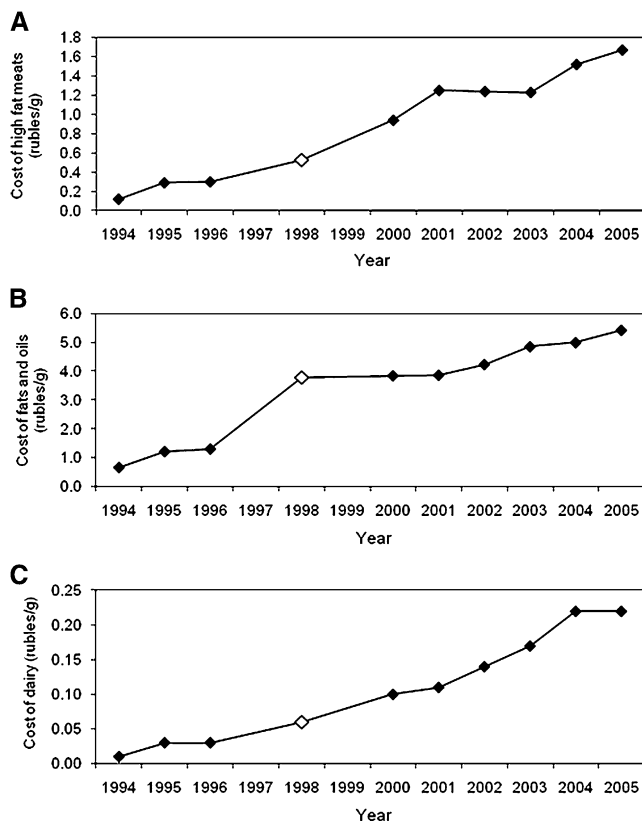 A
Cost of high fat meats
(rubles/g)
1.8
1.6
1.4
1.2
1.0
0.8
0.6
0.4
0.2
0.0
1994 1995 1996 1997 1998 1999 2000 2001 2002 2003 2004 2005
Year
B
Cost of fats and oils
(rubles/g)
6.0
5.0
4.0
3.0
2.0
1.0
0.0
1994 1995 1996 1997 1998 1999 2000 2001 2002 2003 2004 2005
Year
C
Cost of dairy (rubles/g)
0.25
0.20
0.15
0.10
0.05
0.00
1994 1995 1996 1997 1998 1999 2000 2001 2002 2003 2004 2005
Year